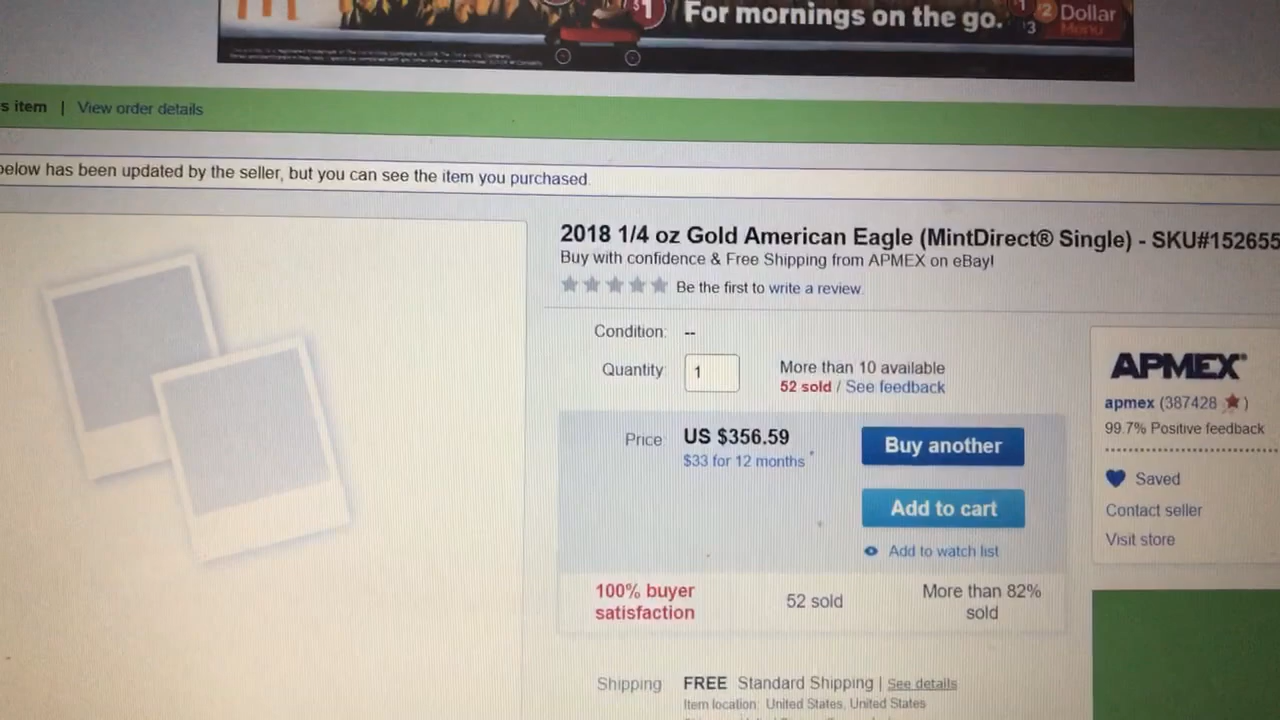 $1
For mornings on the go.
$1 $2 $3
Dollar
Menu
s item | View order details
below has been updated by the seller, but you can see the item you purchased.
2018 1/4 oz Gold American Eagle (MintDirect® Single) - SKU#152655
Buy with confidence & Free Shipping from APMEX on eBay!
Be the first to write a review.
Condition: --
Quantity: 1
More than 10 available
52 sold / See feedback
Price: US $356.59
$33 for 12 months*
Buy another
Add to cart
Add to watch list
100% buyer
satisfaction
52 sold
More than 82%
sold
Shipping: FREE Standard Shipping | See details
Item location: United States, United States
APMEX®
apmex (387428 )
99.7% Positive feedback
Saved
Contact seller
Visit store